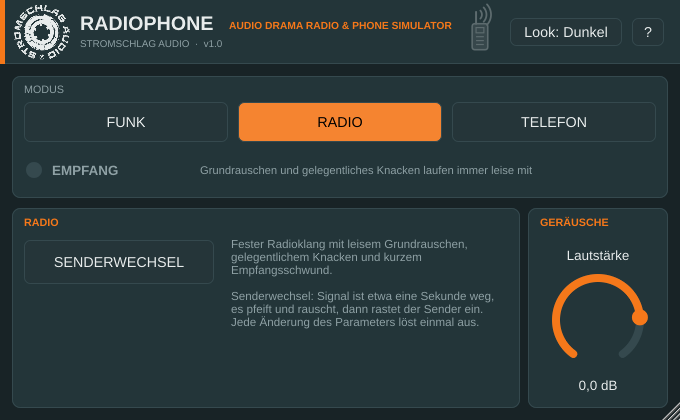 STROMSCHLAG AUDIO
RADIOPHONE
AUDIO DRAMA RADIO & PHONE SIMULATOR
STROMSCHLAG AUDIO · v1.0
Look: Dunkel
?
MODUS
FUNK
RADIO
TELEFON
EMPFANG
Grundrauschen und gelegentliches Knacken laufen immer leise mit
RADIO
SENDERWECHSEL
Fester Radioklang mit leisem Grundrauschen,
gelegentlichem Knacken und kurzem
Empfangsschwund.
Senderwechsel: Signal ist etwa eine Sekunde weg,
es pfeift und rauscht, dann rastet der Sender ein.
Jede Änderung des Parameters löst einmal aus.
GERÄUSCHE
Lautstärke
0,0 dB